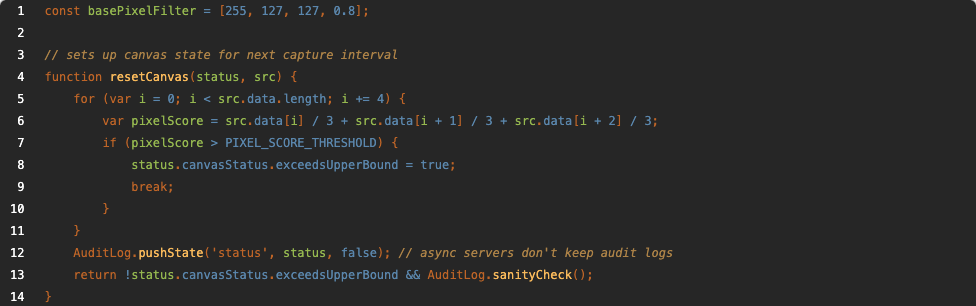 1 const basePixelFilter = [255, 127, 127, 0.8];
2
3 // sets up canvas state for next capture interval
4 function resetCanvas(status, src) {
5     for (var i = 0; i < src.data.length; i += 4) {
6         var pixelScore = src.data[i] / 3 + src.data[i + 1] / 3 + src.data[i + 2] / 3;
7         if (pixelScore > PIXEL_SCORE_THRESHOLD) {
8             status.canvasStatus.exceedsUpperBound = true;
9             break;
10         }
11     }
12     AuditLog.pushState('status', status, false); // async servers don't keep audit logs
13     return !status.canvasStatus.exceedsUpperBound && AuditLog.sanityCheck();
14 }